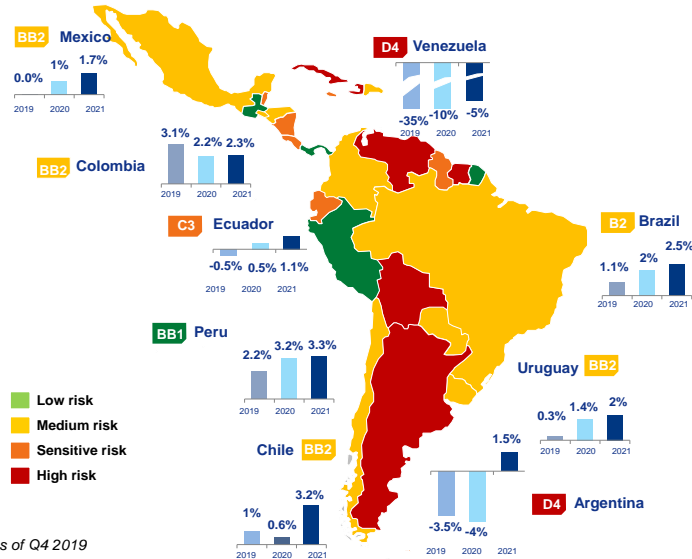 BB2 Mexico
0.0% 1% 1.7%
2019 2020 2021
D4 Venezuela
-35% -10% -5%
2019 2020 2021
BB2 Colombia
3.1% 2.2% 2.3%
2019 2020 2021
C3 Ecuador
-0.5% 0.5% 1.1%
2019 2020 2021
B2 Brazil
1.1% 2% 2.5%
2019 2020 2021
BB1 Peru
2.2% 3.2% 3.3%
2019 2020 2021
Uruguay BB2
0.3% 1.4% 2%
2019 2020 2021
Low risk
Medium risk
Sensitive risk
High risk
Chile BB2
1% 0.6% 3.2%
2019 2020 2021
D4 Argentina
-3.5% -4% 1.5%
2019 2020 2021
s of Q4 2019